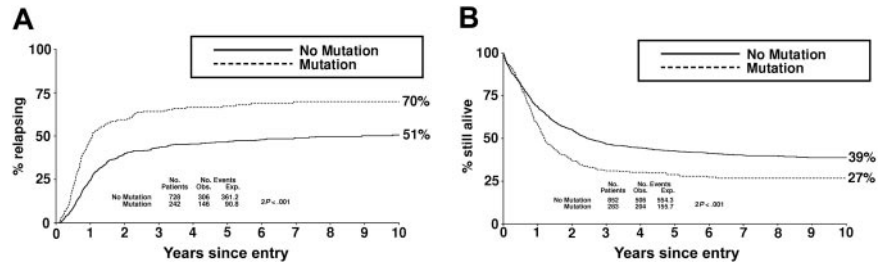 A
No Mutation
Mutation
% relapsing
100
75
50
25
0
70%
51%
No. No. Events
Patients Obs. Exp.
No Mutation 728 306 361.2
Mutation 242 146 90.8
2P < .001
0 1 2 3 4 5 6 7 8 9 10
Years since entry
B
No Mutation
Mutation
% still alive
100
75
50
25
0
39%
27%
No. No. Events
Patients Obs. Exp.
No Mutation 852 506 554.3
Mutation 283 204 155.7
2P < .001
0 1 2 3 4 5 6 7 8 9 10
Years since entry